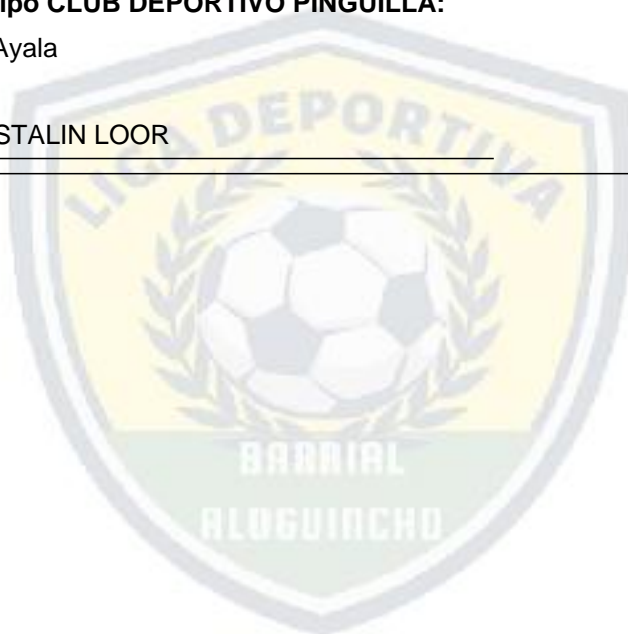 ipo CLUB DEPORTIVO PINGUILLA:
Ayala
STALIN LOOR
LIGA DEPORTIVA
BARRIAL
ALUGUINCHO